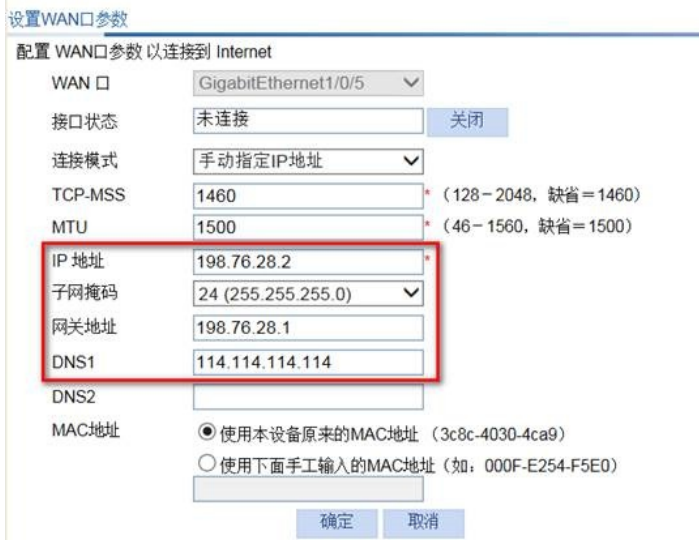 设置WAN口参数
配置 WAN口参数 以连接到 Internet
WAN 口 GigabitEthernet1/0/5
接口状态 未连接 关闭
连接模式 手动指定IP地址
TCP-MSS 1460 * (128-2048, 缺省=1460)
MTU 1500 * (46-1560, 缺省=1500)
IP 地址 198.76.28.2 *
子网掩码 24 (255.255.255.0)
网关地址 198.76.28.1
DNS1 114.114.114.114
DNS2
MAC地址 使用本设备原来的MAC地址 (3c8c-4030-4ca9)
使用下面手工输入的MAC地址(如: 000F-E254-F5E0)
确定 取消